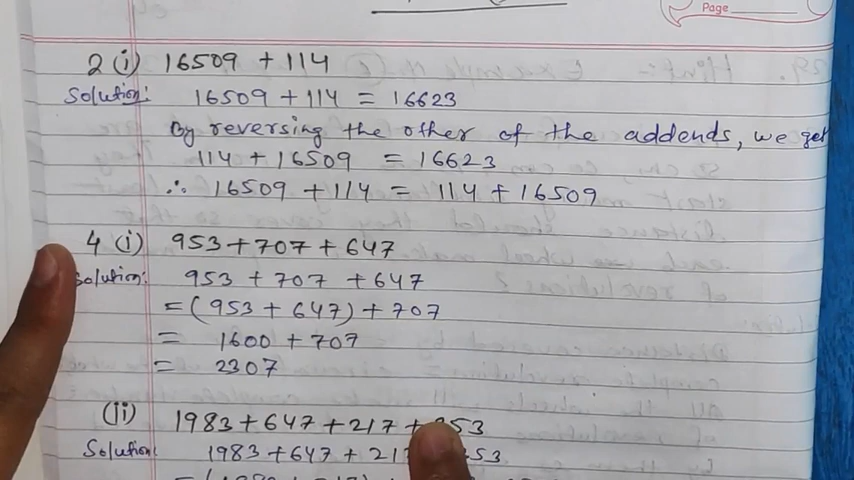 Page
2 (i) 16509 + 114
Solution: 16509 + 114 = 16623
By reversing the other of the addends, we get
114 + 16509 = 16623
∴ 16509 + 114 = 114 + 16509
4 (i) 953 + 707 + 647
Solution: 953 + 707 + 647
= (953 + 647) + 707
= 1600 + 707
= 2307
(ii) 1983 + 647 + 217 + 353
Solution: 1983 + 647 + 217 353